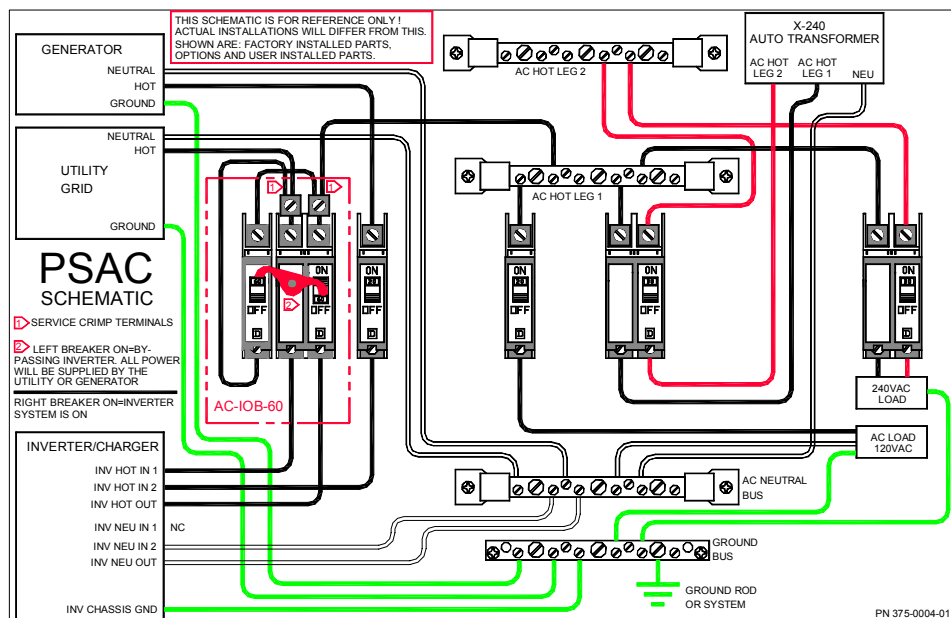 THIS SCHEMATIC IS FOR REFERENCE ONLY !
ACTUAL INSTALLATIONS WILL DIFFER FROM THIS.
SHOWN ARE: FACTORY INSTALLED PARTS,
OPTIONS AND USER INSTALLED PARTS.
GENERATOR
NEUTRAL
HOT
GROUND
UTILITY
GRID
NEUTRAL
HOT
GROUND
PSAC
SCHEMATIC
1 SERVICE CRIMP TERMINALS
2 LEFT BREAKER ON=BY-
PASSING INVERTER. ALL POWER
WILL BE SUPPLIED BY THE
UTILITY OR GENERATOR
RIGHT BREAKER ON=INVERTER
SYSTEM IS ON
INVERTER/CHARGER
INV HOT IN 1
INV HOT IN 2
INV HOT OUT
INV NEU IN 1 NC
INV NEU IN 2
INV NEU OUT
INV CHASSIS GND
1
1
2
ON
OFF
OFF
OFF
AC-IOB-60
AC HOT LEG 2
X-240
AUTO TRANSFORMER
AC HOT
LEG 2
AC HOT
LEG 1
NEU
AC HOT LEG 1
OFF
ON
OFF
ON
OFF
240VAC
LOAD
AC LOAD
120VAC
AC NEUTRAL
BUS
GROUND
BUS
GROUND ROD
OR SYSTEM
PN 375-0004-01